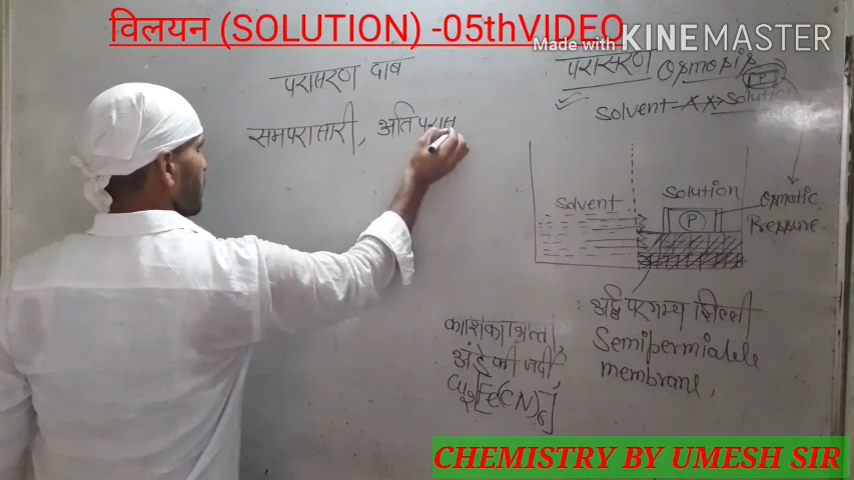 विलयन (SOLUTION) -05thVIDEO
Made with KINEMASTER
परासरण दाब
समपरासारी, अति परास
परासरण Osmosis
P
Solvent → Solution
Solvent
Solution
P
Osmotic
Pressure.
अर्द्ध परगम्य झिल्ली
Semipermiable
membrane.
अंडे की जर्दी,
Cu2[Fe(CN)6]
CHEMISTRY BY UMESH SIR